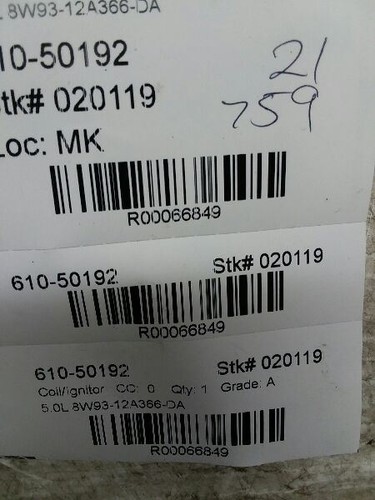 8W93-12A366-DA
10-50192
21
Stk# 020119
759
Loc: MK
R00066849
610-50192 Stk# 020119
R00066849
610-50192 Stk# 020119
Coil/Ignitor CC: 0 Qty: 1 Grade: A
5.0L 8W93-12A366-DA
R00066849